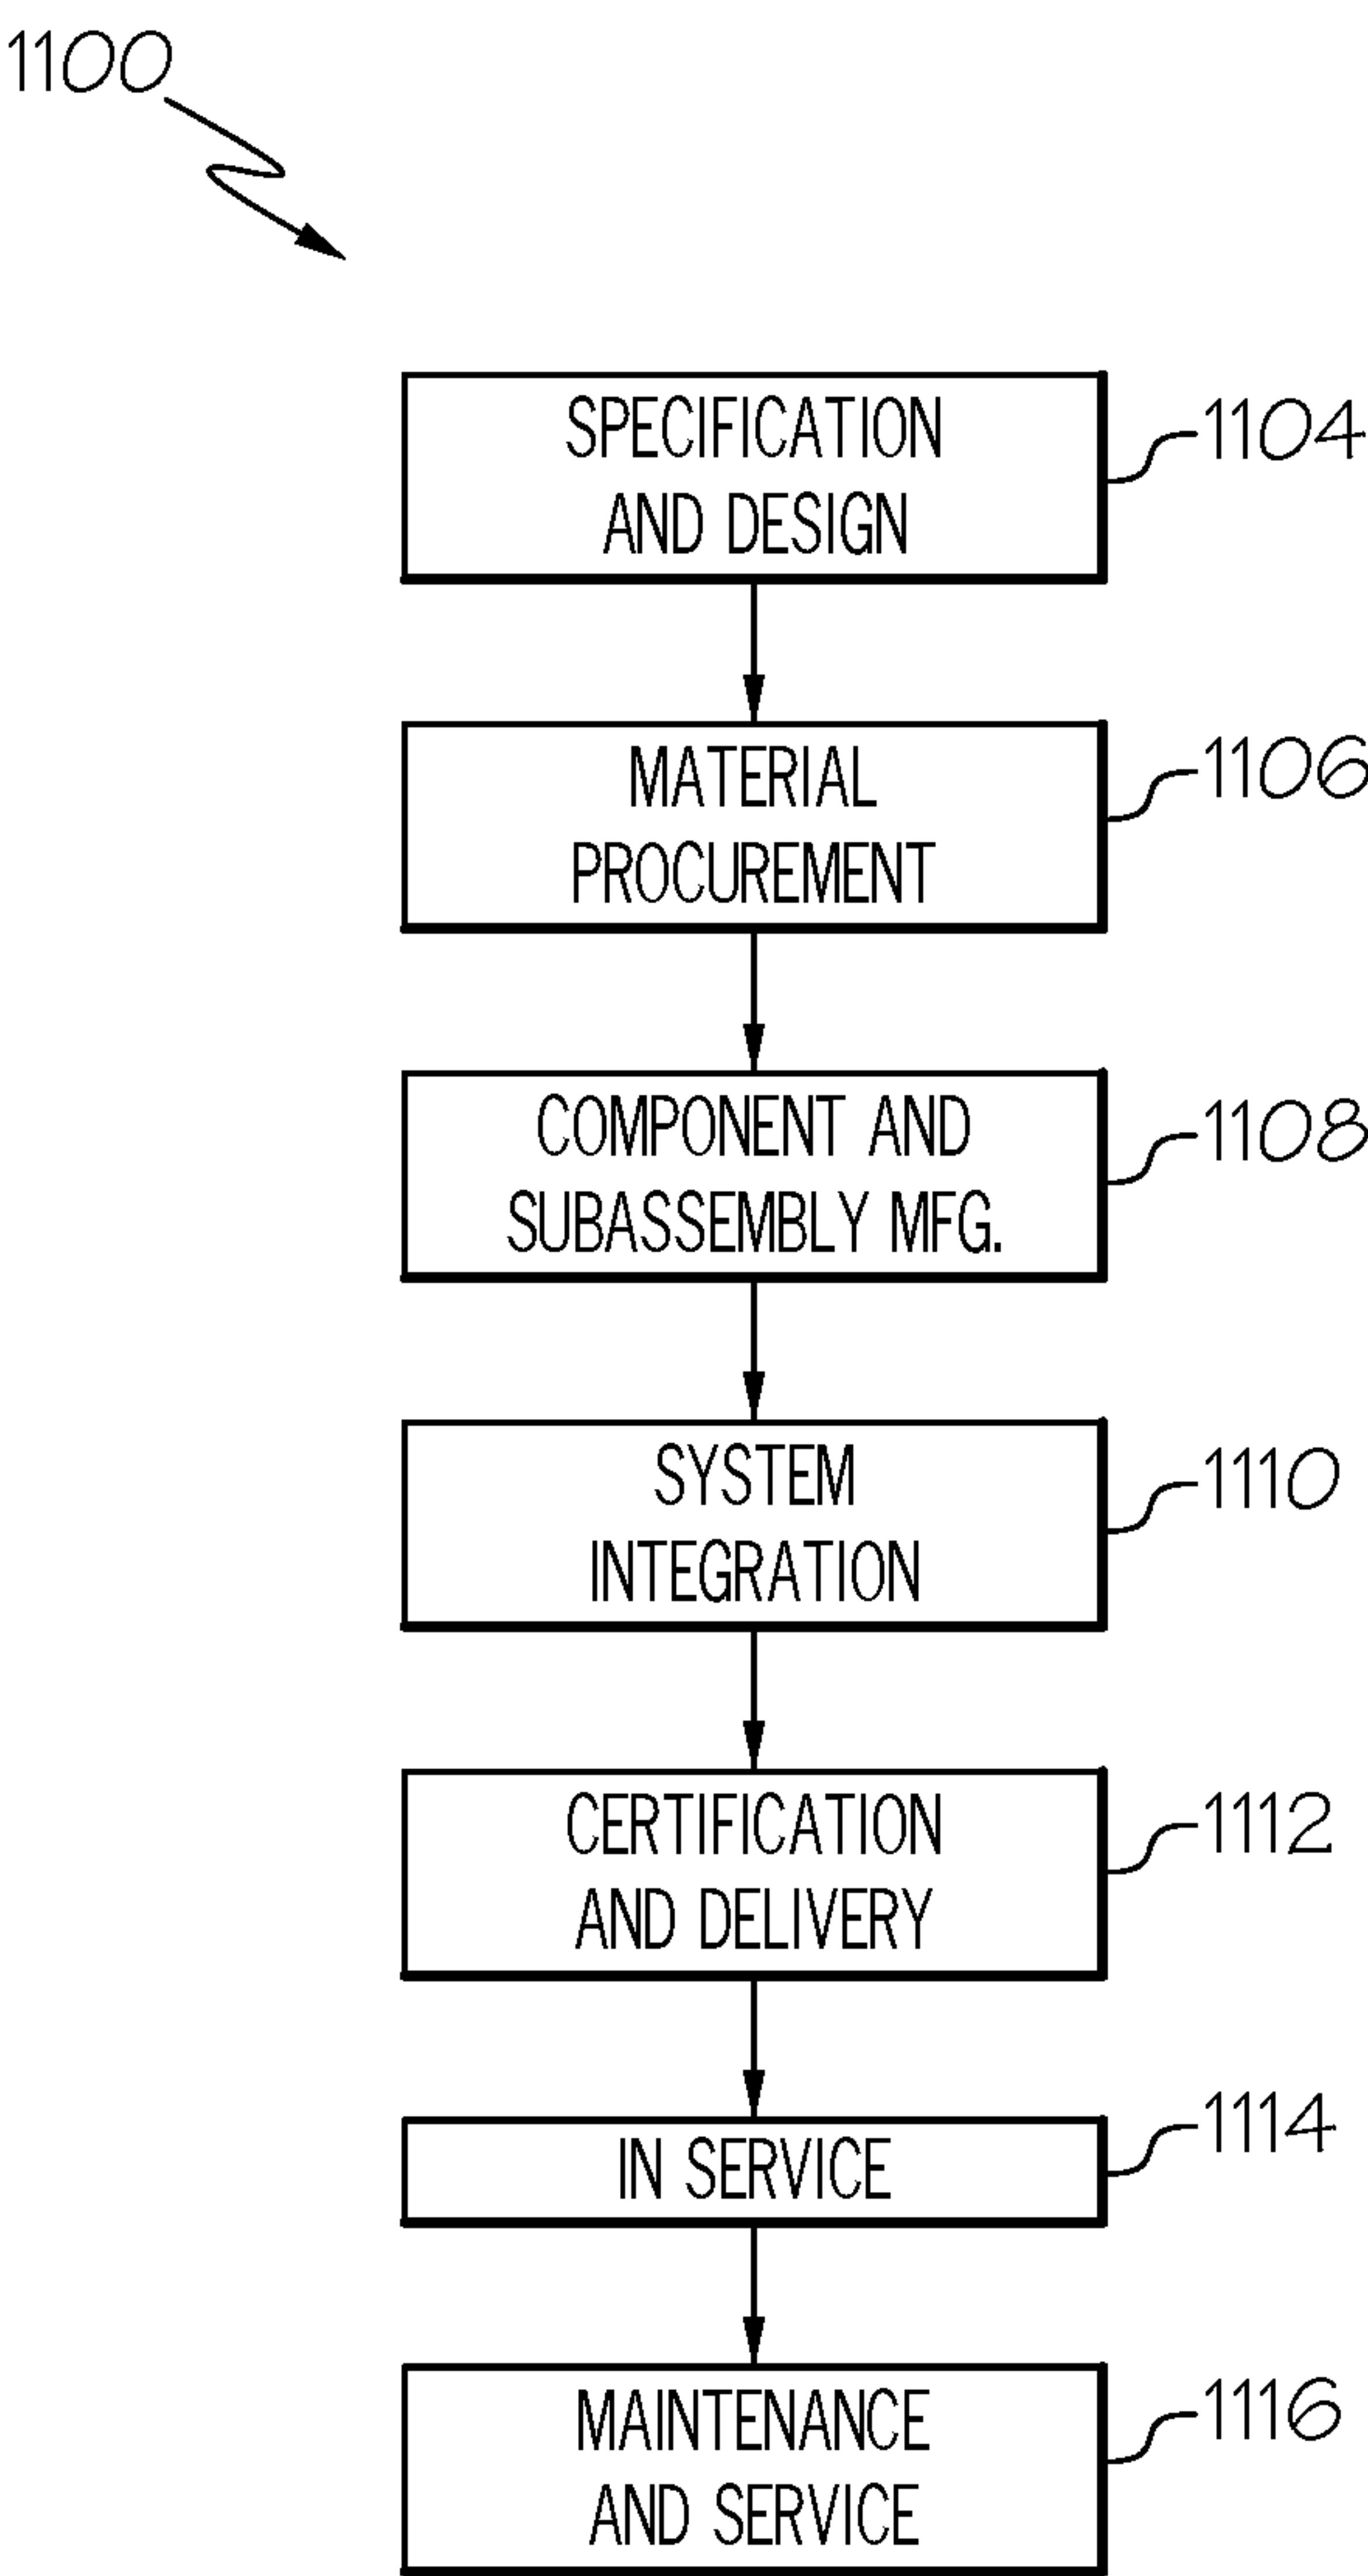 1100
SPECIFICATION
AND DESIGN
1104
MATERIAL
PROCUREMENT
1106
COMPONENT AND
SUBASSEMBLY MFG.
1108
SYSTEM
INTEGRATION
1110
CERTIFICATION
AND DELIVERY
1112
IN SERVICE
1114
MAINTENANCE
AND SERVICE
1116